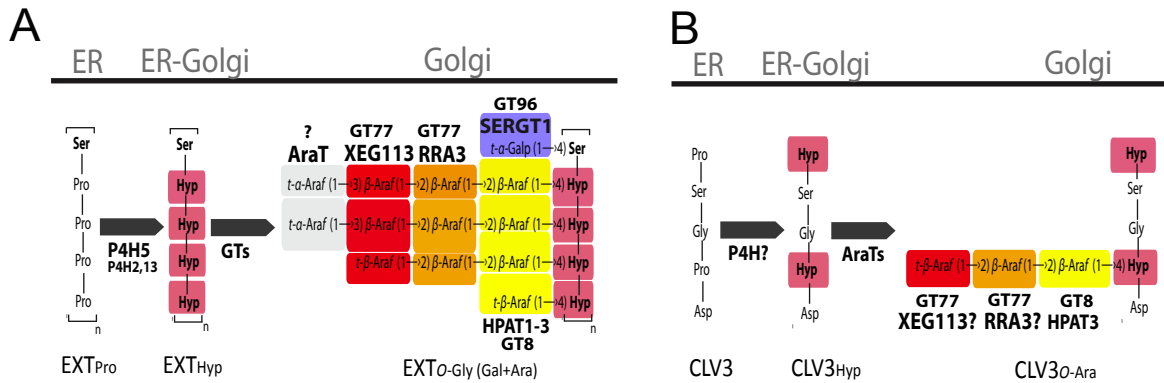 A
ER ER-Golgi Golgi
GT96
? GT77 GT77 SERGT1
AraT XEG113 RRA3 t-α-Galp (1→4) Ser
Ser Ser
Pro Hyp t-α-Araf (1→3) β-Araf (1→2) β-Araf (1→2) β-Araf (1→4) Hyp
Pro Hyp t-α-Araf (1→3) β-Araf (1→2) β-Araf (1→2) β-Araf (1→4) Hyp
P4H5 GTs
P4H2,13
Pro Hyp t-β-Araf (1→2) β-Araf (1→2) β-Araf (1→4) Hyp
Pro Hyp t-β-Araf (1→4) Hyp
n n n
HPAT1-3
GT8
EXTPro EXTHyp EXTO-Gly (Gal+Ara)
B
ER ER-Golgi Golgi
Pro Hyp Hyp
Ser Ser Ser
Gly Gly Gly
P4H? AraTs
Pro Hyp t-β-Araf (1→2) β-Araf (1→2) β-Araf (1→4) Hyp
Asp Asp Asp
GT77 GT77 GT8
XEG113? RRA3? HPAT3
CLV3 CLV3Hyp CLV3O-Ara